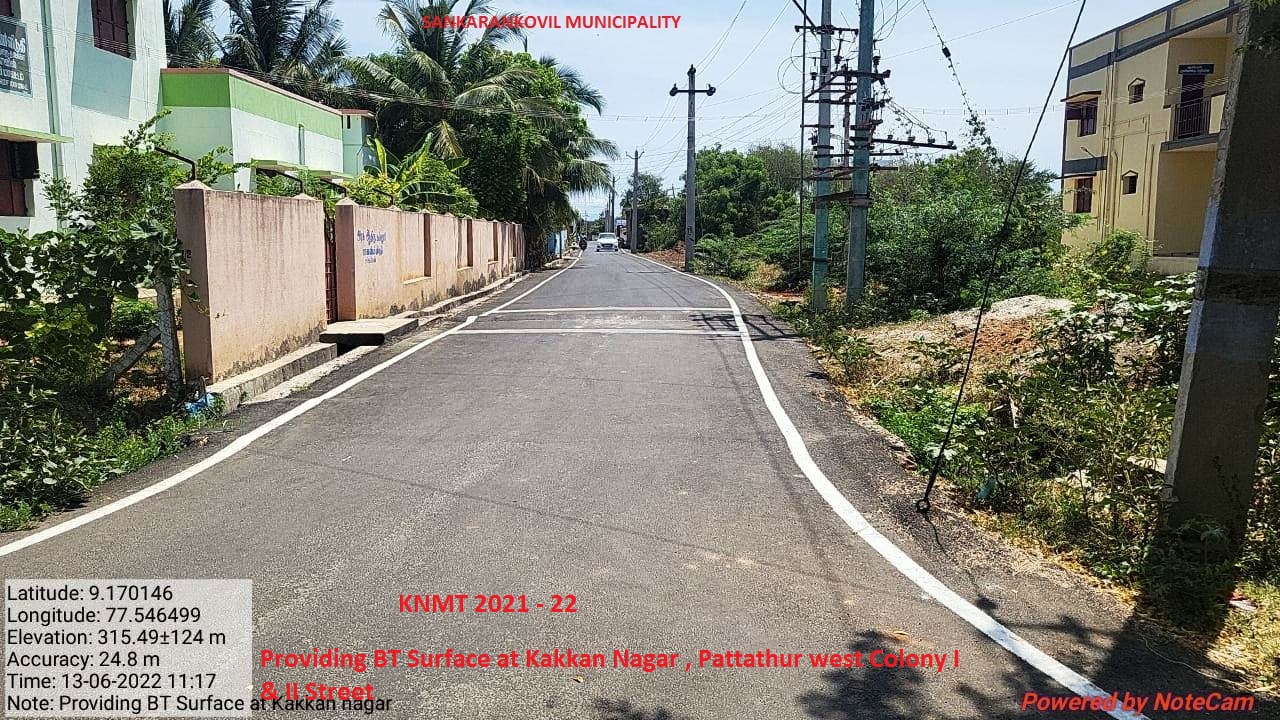 SANKARANKOVIL MUNICIPALITY
KNMT 2021 - 22
Providing BT Surface at Kakkan Nagar , Pattathur west Colony I
& II Street
Latitude: 9.170146
Longitude: 77.546499
Elevation: 315.49±124 m
Accuracy: 24.8 m
Time: 13-06-2022 11:17
Note: Providing BT Surface at Kakkan nagar
Powered by NoteCam